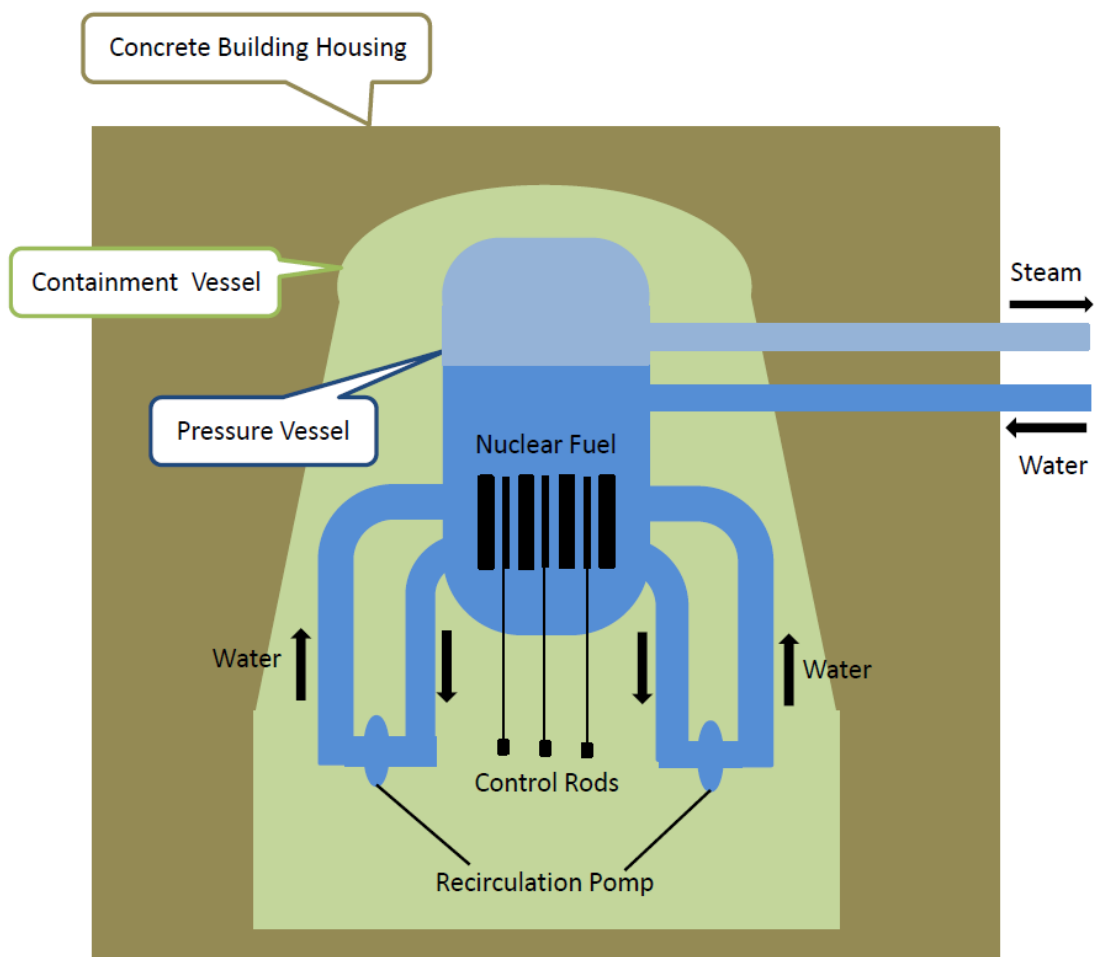 Concrete Building Housing
Containment Vessel
Steam
Pressure Vessel
Nuclear Fuel
Water
Water
Water
Control Rods
Recirculation Pomp